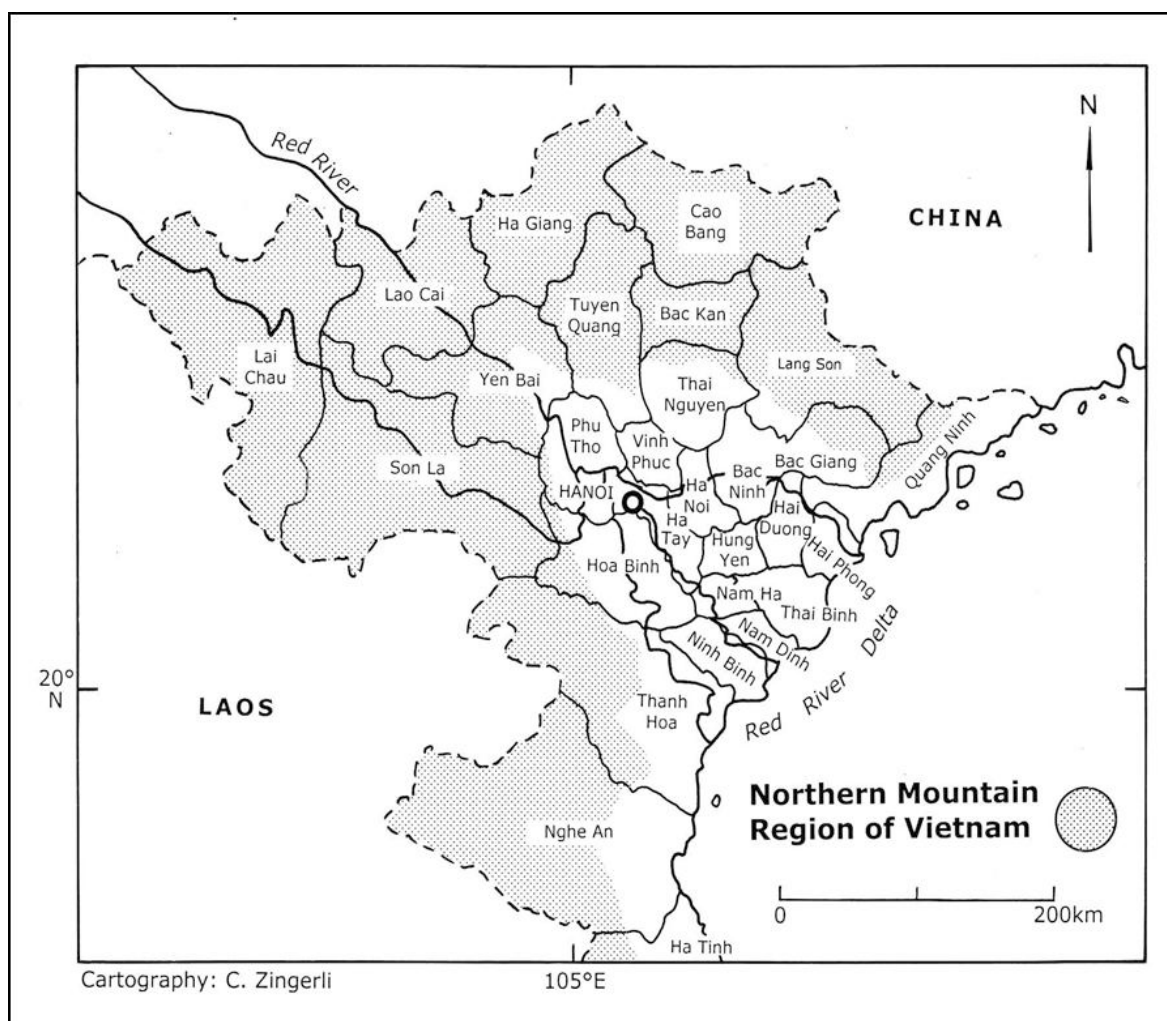 N
Red River
CHINA
Ha Giang
Cao
Bang
Lao Cai
Tuyen
Quang
Bac Kan
Lai
Chau
Yen Bai
Thai
Nguyen
Lang Son
Phu
Tho
Vinh
Phuc
Son La
Bac Giang
Quang Ninh
HANOI
Ha
Noi
Bac
Ninh
Ha
Tay
Hai
Duong
Hung
Yen
Hai Phong
Hoa Binh
Nam Ha
Thai Binh
Nam Dinh
Ninh Binh
Red River Delta
20°
N
LAOS
Thanh
Hoa
Northern Mountain
Region of Vietnam
Nghe An
0 200km
Ha Tinh
Cartography: C. Zingerli
105°E